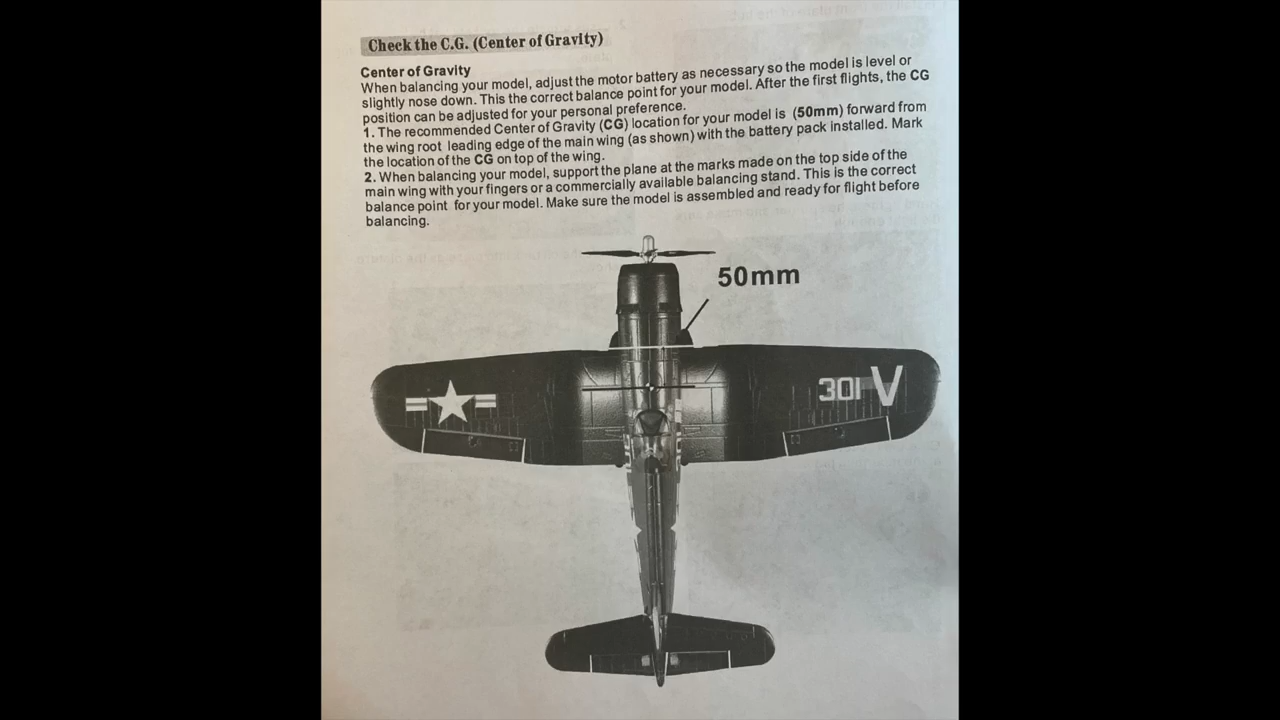 Check the C.G. (Center of Gravity)
Center of Gravity
When balancing your model, adjust the motor battery as necessary so the model is level or
slightly nose down. This the correct balance point for your model. After the first flights, the CG
position can be adjusted for your personal preference.
1. The recommended Center of Gravity (CG) location for your model is (50mm) forward from
the wing root leading edge of the main wing (as shown) with the battery pack installed. Mark
the location of the CG on top of the wing.
2. When balancing your model, support the plane at the marks made on the top side of the
main wing with your fingers or a commercially available balancing stand. This is the correct
balance point for your model. Make sure the model is assembled and ready for flight before
balancing.
50mm
301 V